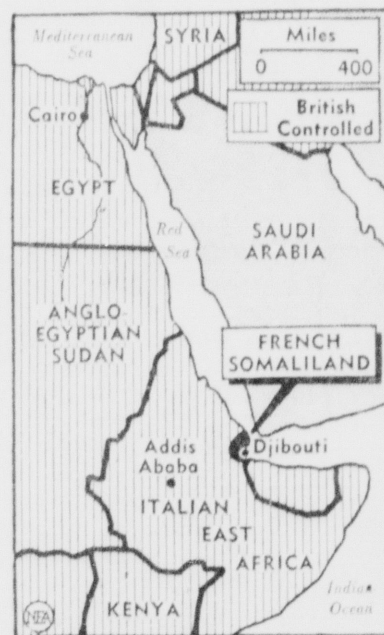 Mediterranean
Sea
SYRIA
Miles
0 400
British
Controlled
Cairo
EGYPT
SAUDI
ARABIA
Red
Sea
ANGLO-
EGYPTIAN
SUDAN
FRENCH
SOMALILAND
Addis
Ababa
Djibouti
ITALIAN
EAST
AFRICA
KENYA
Indian
Ocean
NEA